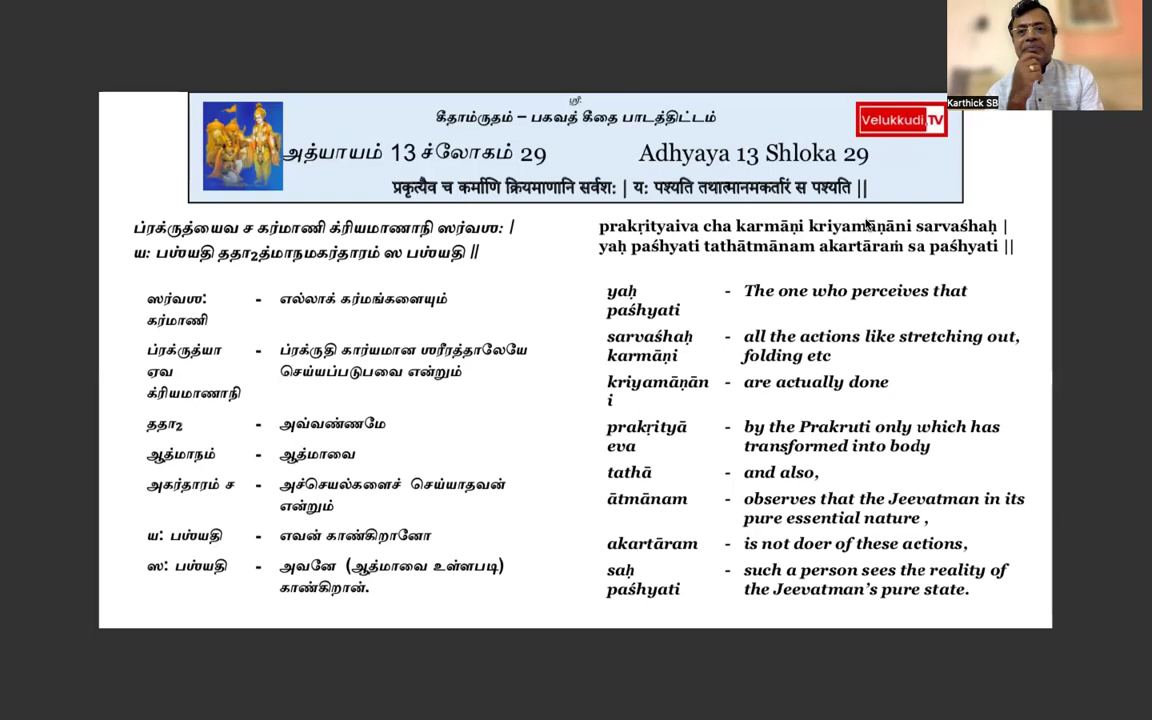 Karthick SB
ஸ்ரீ:
கீதாம்ருதம் – பகவத் கீதை பாடத்திட்டம்
Velukkudi.TV
அத்யாயம் 13 ச்லோகம் 29
Adhyaya 13 Shloka 29
प्रकृत्यैव च कर्माणि क्रियमाणानि सर्वश: | य: पश्यति तथात्मानमकर्तारं स पश्यति ||
ப்ரக்ருத்யைவ ச கர்மாணி க்ரியமாணாநி ஸர்வஶ: |
ய: பஶ்யதி ததா₂த்மாநமகர்தாரம் ஸ பஶ்யதி ||
ஸர்வஶ: - எல்லாக் கர்மங்களையும்
கர்மாணி
ப்ரக்ருத்யா - ப்ரக்ருதி கார்யமான ஶரீரத்தாலேயே
ஏவ செய்யப்படுபவை என்றும்
க்ரியமாணாநி
ததா₂ - அவ்வண்ணமே
ஆத்மாநம் - ஆத்மாவை
அகர்தாரம் ச - அச்செயல்களைச் செய்யாதவன்
என்றும்
ய: பஶ்யதி - எவன் காண்கிறானோ
ஸ: பஶ்யதி - அவனே (ஆத்மாவை உள்ளபடி)
காண்கிறான்.
prakṛityaiva cha karmāṇi kriyamāṇāni sarvaśhaḥ |
yaḥ paśhyati tathātmānam akartāraṁ sa paśhyati ||
yaḥ - The one who perceives that
paśhyati
sarvaśhaḥ - all the actions like stretching out,
karmāṇi folding etc
kriyamāṇān - are actually done
i
prakṛityā - by the Prakruti only which has
eva transformed into body
tathā - and also,
ātmānam - observes that the Jeevatman in its
pure essential nature ,
akartāram - is not doer of these actions,
saḥ - such a person sees the reality of
paśhyati the Jeevatman's pure state.